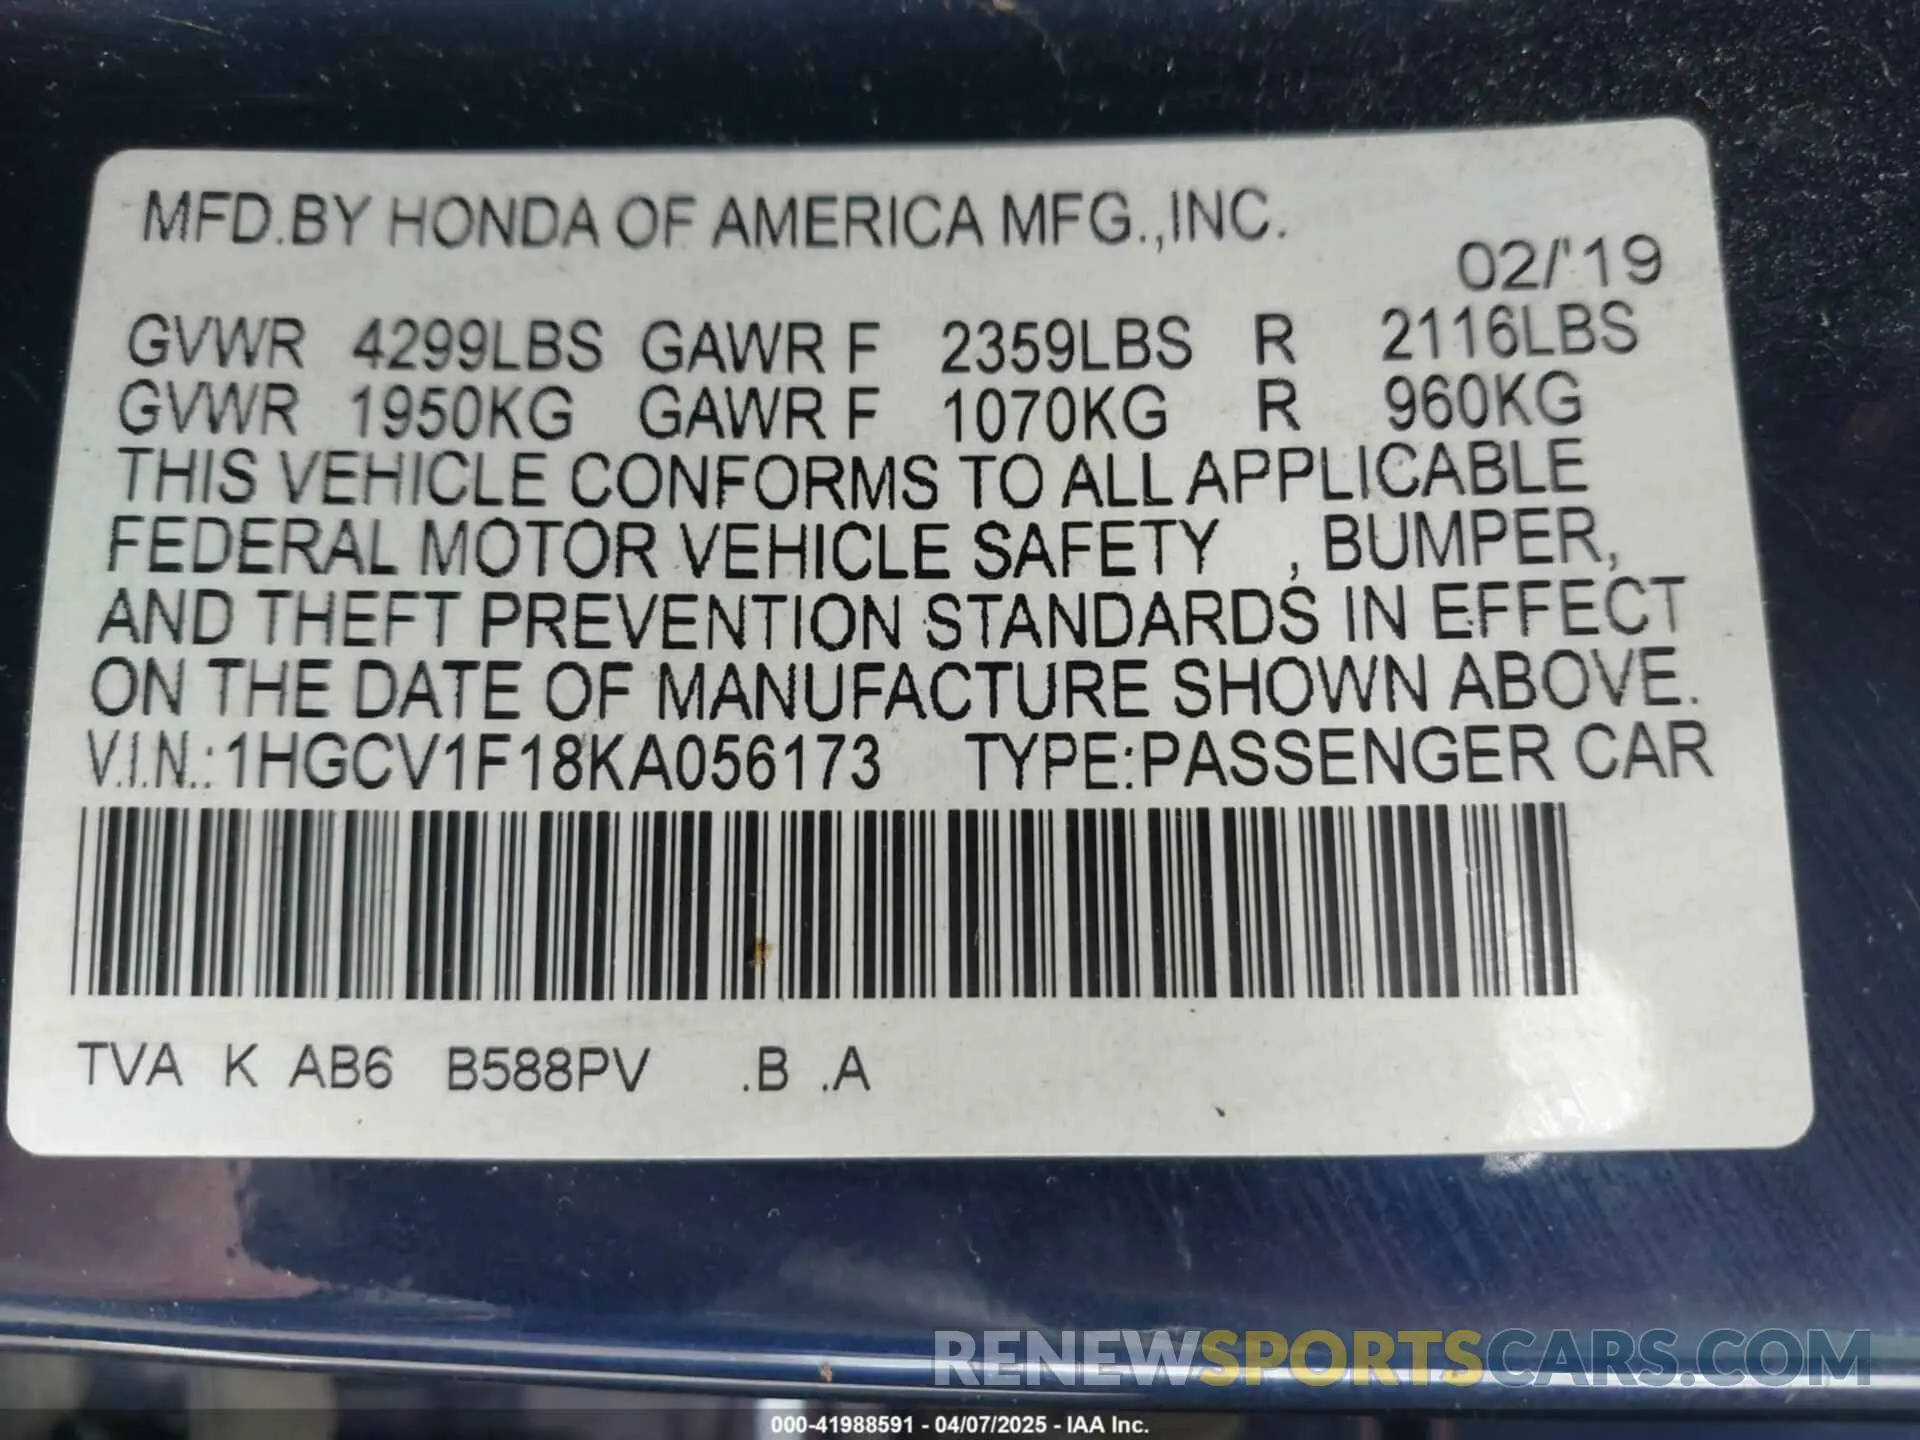 MFD.BY HONDA OF AMERICA MFG.,INC.
02/'19
GVWR 4299LBS GAWR F 2359LBS R 2116LBS
GVWR 1950KG GAWR F 1070KG R 960KG
THIS VEHICLE CONFORMS TO ALL APPLICABLE
FEDERAL MOTOR VEHICLE SAFETY , BUMPER,
AND THEFT PREVENTION STANDARDS IN EFFECT
ON THE DATE OF MANUFACTURE SHOWN ABOVE.
V.I.N.:1HGCV1F18KA056173 TYPE:PASSENGER CAR
TVA K AB6 B588PV .B .A
RENEWSPORTSCARS.COM
000-41988591 - 04/07/2025 - IAA Inc.